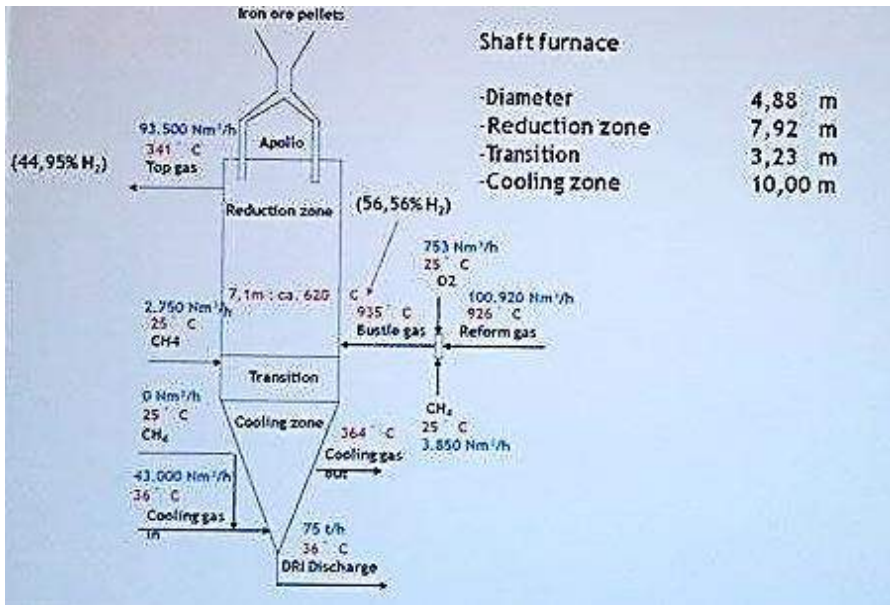 Iron ore pellets
Shaft furnace
-Diameter 4,88 m
-Reduction zone 7,92 m
-Transition 3,23 m
-Cooling zone 10,00 m
93.500 Nm³/h
341° C
Top gas
(44,95% H₂)
Apollo
Reduction zone
(56,56% H₂)
753 Nm³/h
25° C
O2
7,1m : ca. 620 C
935° C
Bustle gas
100.920 Nm³/h
926° C
Reform gas
2.750 Nm³/h
25° C
CH4
Transition
0 Nm³/h
25° C
CH₄
Cooling zone
CH₄
25° C
3.850 Nm³/h
364° C
Cooling gas
out
43.000 Nm³/h
36° C
Cooling gas
in
75 t/h
36° C
DRI Discharge